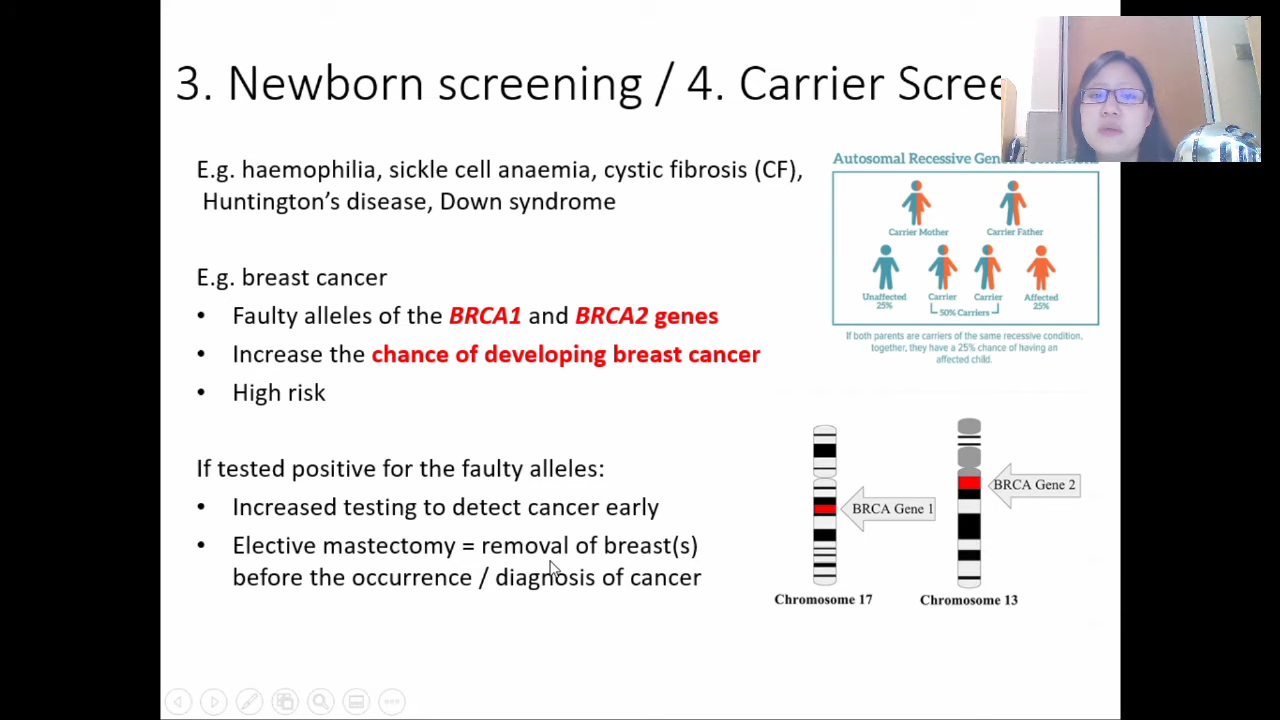 3. Newborn screening / 4. Carrier
E.g. haemophilia, sickle cell anaemia, cystic fibrosis (CF),
Huntington’s disease, Down syndrome
E.g. breast cancer
• Faulty alleles of the BRCA1 and BRCA2 genes
• Increase the chance of developing breast cancer
• High risk
If tested positive for the faulty alleles:
• Increased testing to detect cancer early
• Elective mastectomy = removal of breast(s)
before the occurrence / diagnosis of cancer
Autosomal Recessive
Carrier Mother
Carrier Father
Unaffected
25%
Carrier
Carrier
50% Carriers
Affected
25%
If both parents are carriers of the same recessive condition,
together, they have a 25% chance of having an
affected child.
BRCA Gene 1
BRCA Gene 2
Chromosome 17
Chromosome 13